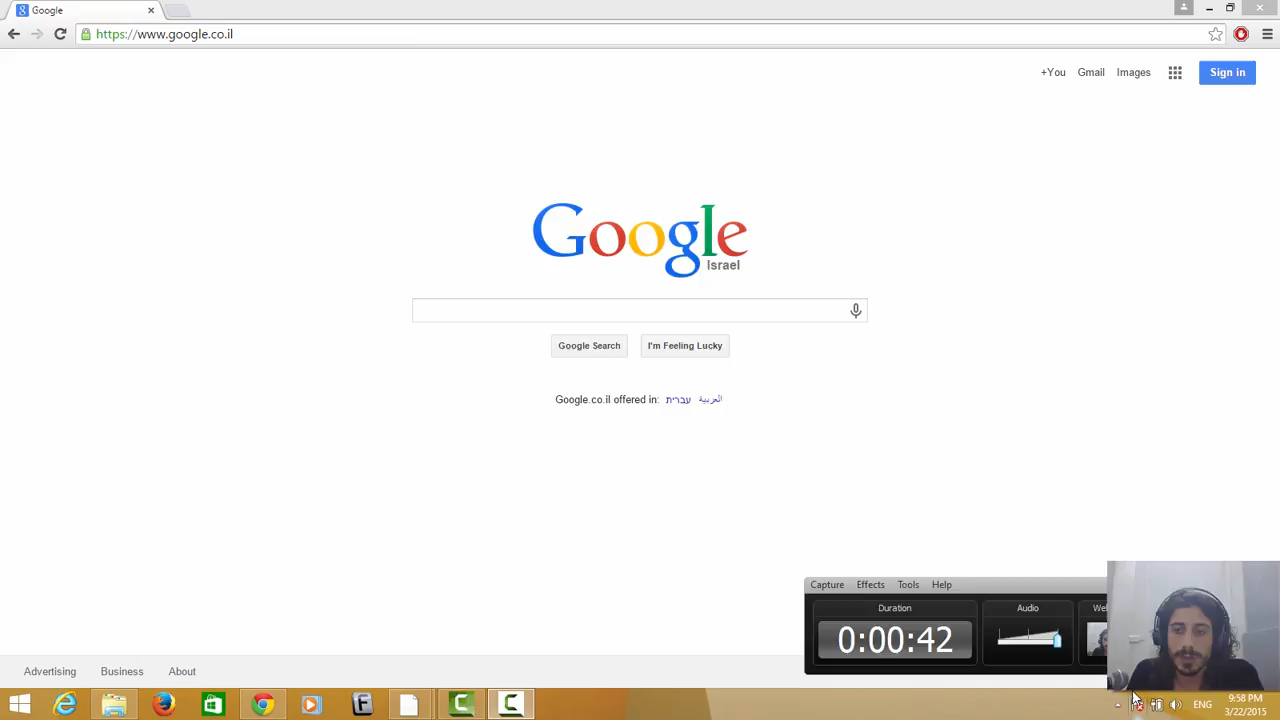 Google
https://www.google.co.il
+You Gmail Images Sign in
Google
Israel
Google Search I'm Feeling Lucky
Google.co.il offered in: עברית العربية
Capture Effects Tools Help
Duration Audio We
0:00:42
Advertising Business About
ENG 9:58 PM
3/22/2015